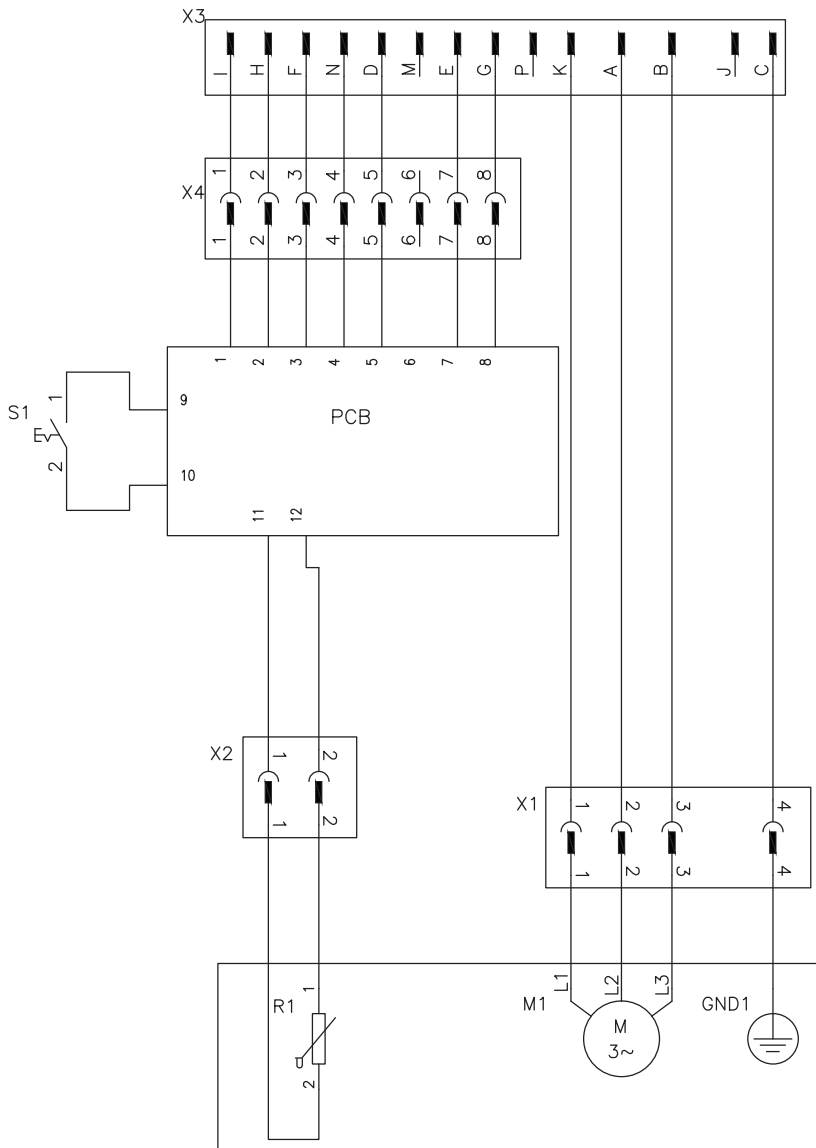 X3
I H F N D M E G P K A B J C
1 2 3 4 5 6 7 8
X4
1 2 3 4 5 6 7 8
1 2 3 4 5 6 7 8
S1
1
2
9
PCB
10
11 12
X2
1 2
1 2
X1
1 2 3 4
1 2 3 4
R1
1
2
M1
L1 L2 L3
M
3~
GND1